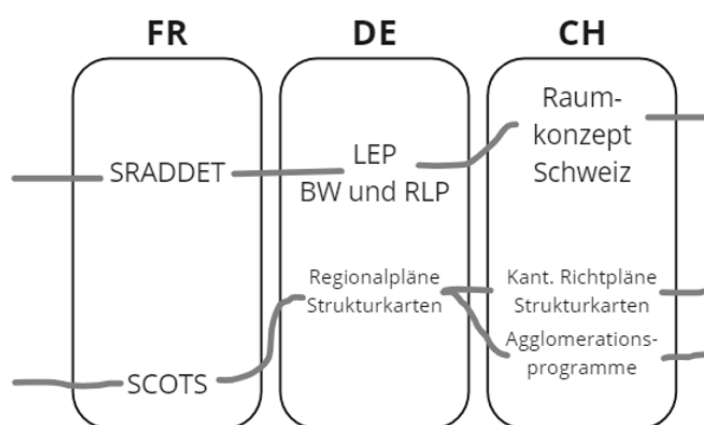 FR
DE
CH
SRADDET
SCOTS
LEP
BW und RLP
Regionalpläne
Strukturkarten
Raum-
konzept
Schweiz
Kant. Richtpläne
Strukturkarten
Agglomerations-
programme